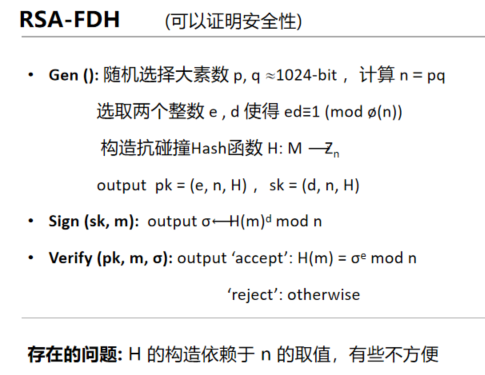 RSA-FDH (可以证明安全性)
• Gen (): 随机选择大素数 p, q ≈1024-bit ，计算 n = pq
选取两个整数 e , d 使得 ed≡1 (mod ø(n))
构造抗碰撞Hash函数 H: M ⟶Zₙ
output pk = (e, n, H) ，sk = (d, n, H)
• Sign (sk, m): output σ⟵H(m)ᵈ mod n
• Verify (pk, m, σ): output ‘accept’: H(m) = σᵉ mod n
‘reject’: otherwise
存在的问题: H 的构造依赖于 n 的取值，有些不方便